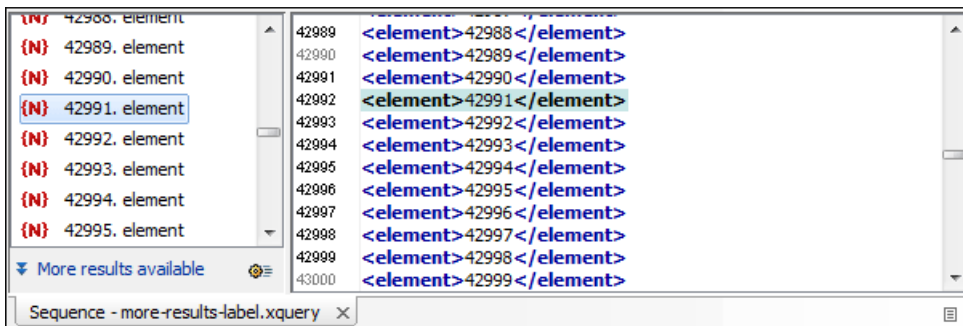 {N} 42988. element
{N} 42989. element
{N} 42990. element
{N} 42991. element
{N} 42992. element
{N} 42993. element
{N} 42994. element
{N} 42995. element
More results available
42989 <element>42988</element>
42990 <element>42989</element>
42991 <element>42990</element>
42992 <element>42991</element>
42993 <element>42992</element>
42994 <element>42993</element>
42995 <element>42994</element>
42996 <element>42995</element>
42997 <element>42996</element>
42998 <element>42997</element>
42999 <element>42998</element>
43000 <element>42999</element>
Sequence - more-results-label.xquery